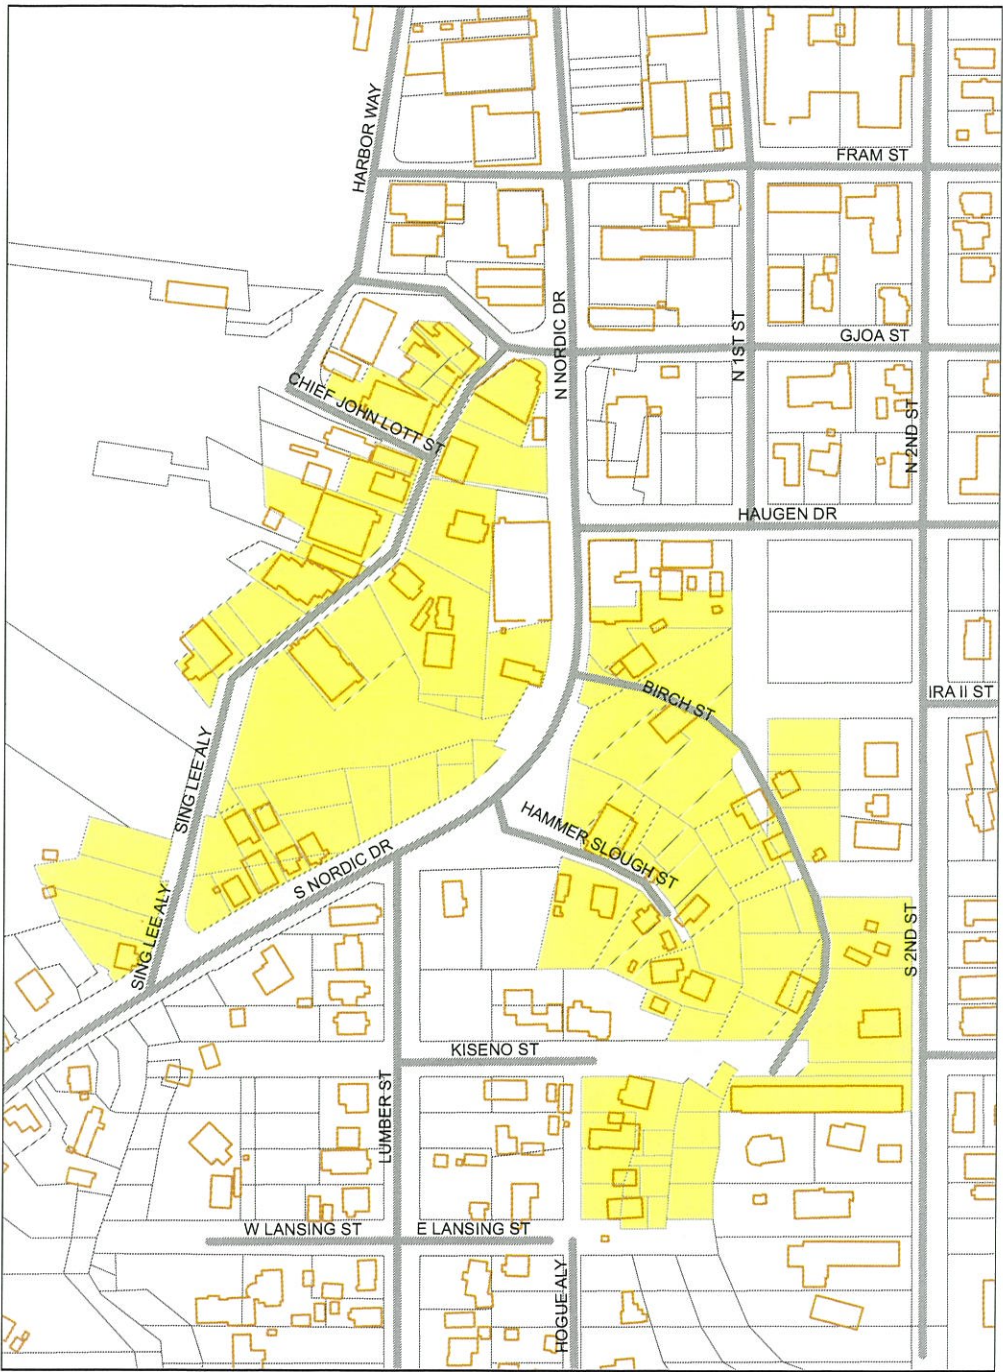 HARBOR WAY
FRAM ST
N NORDIC DR
N 1ST ST
GJOA ST
CHIEF JOHN LOTT ST
N 2ND ST
HAUGEN DR
BIRCH ST
IRA II ST
SING LEE ALY
HAMMER SLOUGH ST
S NORDIC DR
SING LEE ALY
S 2ND ST
KISENO ST
LUMBER ST
W LANSING ST
E LANSING ST
HOGUE ALY